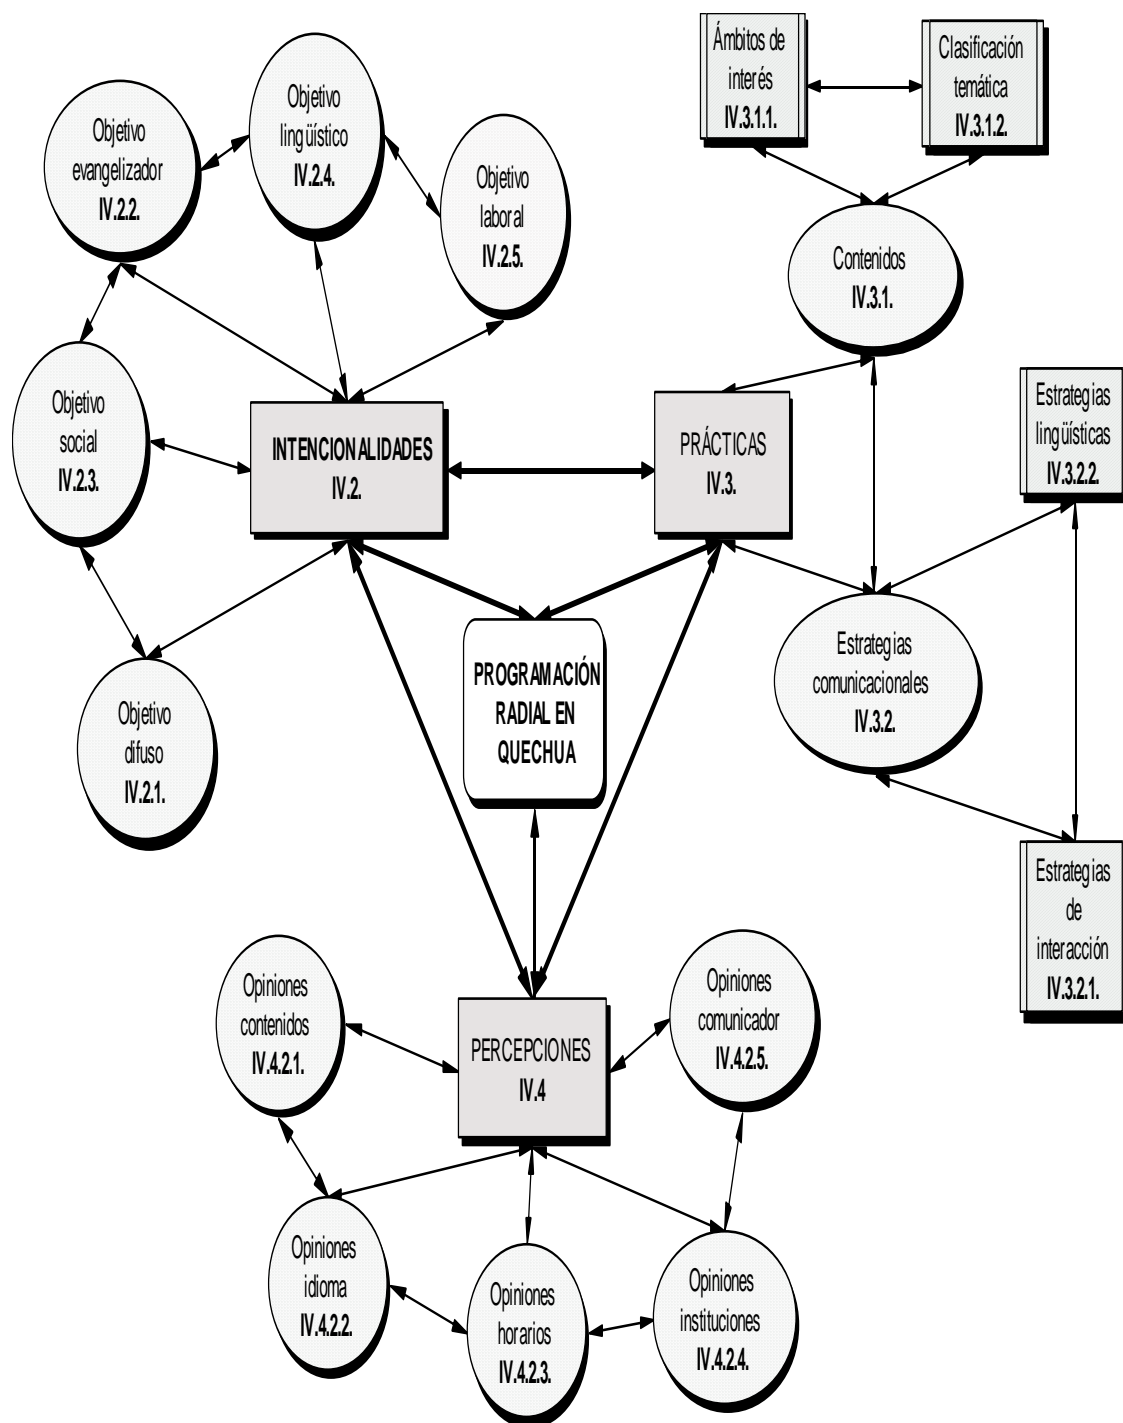 Ámbitos de
interés
IV.3.1.1.
Clasificación
temática
IV.3.1.2.
Objetivo
lingüístico
IV.2.4.
Objetivo
evangelizador
IV.2.2.
Objetivo
laboral
IV.2.5.
Contenidos
IV.3.1.
Objetivo
social
IV.2.3.
INTENCIONALIDADES
IV.2.
PRÁCTICAS
IV.3.
Estrategias
lingüísticas
IV.3.2.2.
Objetivo
difuso
IV.2.1.
PROGRAMACIÓN
RADIAL EN
QUECHUA
Estrategias
comunicacionales
IV.3.2.
Estrategias
de
interacción
IV.3.2.1.
Opiniones
contenidos
IV.4.2.1.
PERCEPCIONES
IV.4
Opiniones
comunicador
IV.4.2.5.
Opiniones
idioma
IV.4.2.2.
Opiniones
horarios
IV.4.2.3.
Opiniones
instituciones
IV.4.2.4.